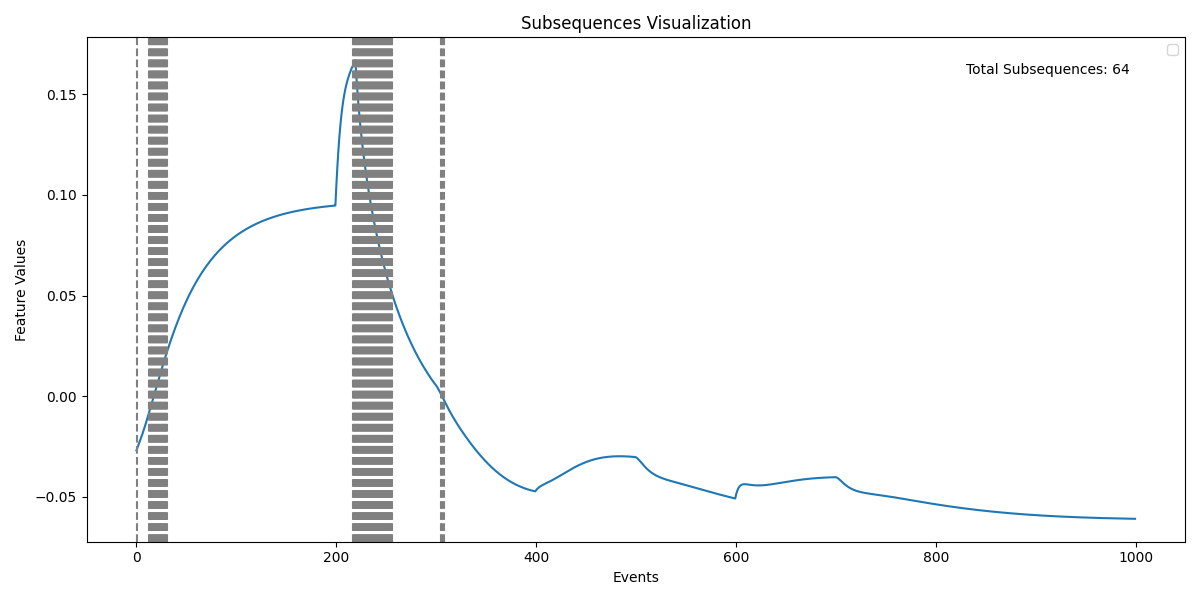 Subsequences Visualization
Total Subsequences: 64
0.15
0.10
0.05
0.00
−0.05
Feature Values
0 200 400 600 800 1000
Events